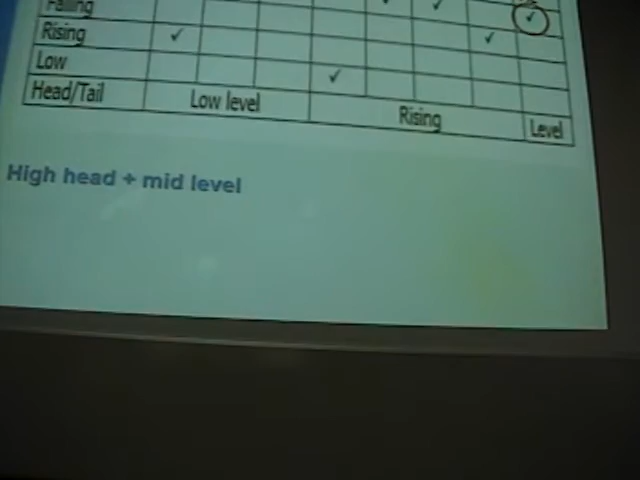 Falling ✓ ✓ ✓
Rising ✓ ✓
Low ✓
Head/Tail Low level Rising Level
High head + mid level